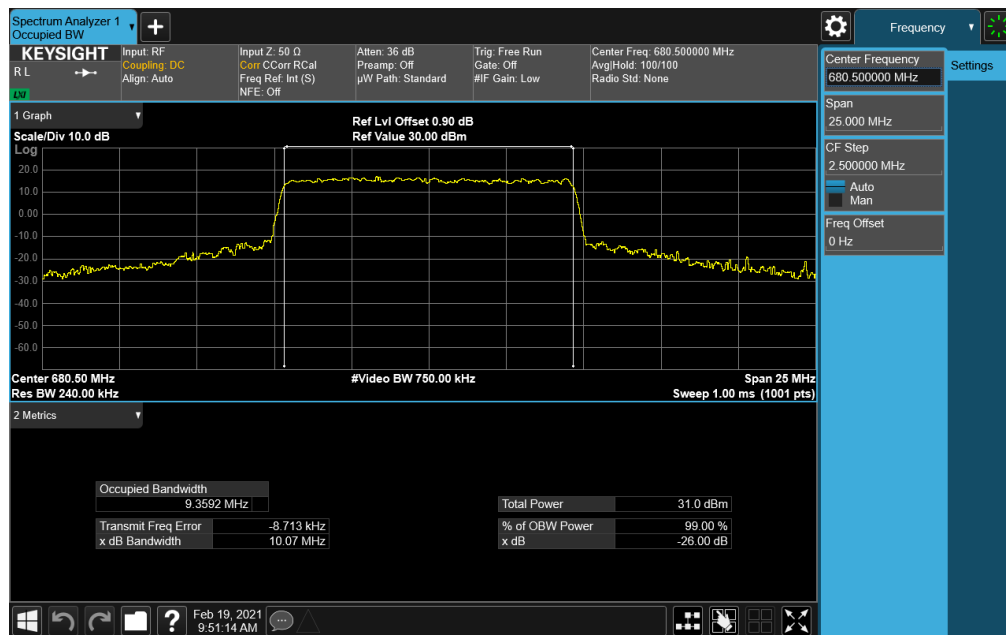 Spectrum Analyzer 1
Occupied BW
Frequency
KEYSIGHT
R L
LXI
Input: RF
Coupling: DC
Align: Auto
Input Z: 50 Ω
Corr CCorr RCal
Freq Ref: Int (S)
NFE: Off
Atten: 36 dB
Preamp: Off
µW Path: Standard
Trig: Free Run
Gate: Off
#IF Gain: Low
Center Freq: 680.500000 MHz
Avg|Hold: 100/100
Radio Std: None
Center Frequency
680.500000 MHz
Settings
Span
25.000 MHz
CF Step
2.500000 MHz
Auto
Man
Freq Offset
0 Hz
1 Graph
Scale/Div 10.0 dB
Ref Lvl Offset 0.90 dB
Ref Value 30.00 dBm
Log
20.0
10.0
0.00
-10.0
-20.0
-30.0
-40.0
-50.0
-60.0
Center 680.50 MHz
#Video BW 750.00 kHz
Span 25 MHz
Res BW 240.00 kHz
Sweep 1.00 ms (1001 pts)
2 Metrics
Occupied Bandwidth
9.3592 MHz
Total Power 31.0 dBm
Transmit Freq Error -8.713 kHz
% of OBW Power 99.00 %
x dB Bandwidth 10.07 MHz
x dB -26.00 dB
?
Feb 19, 2021
9:51:14 AM